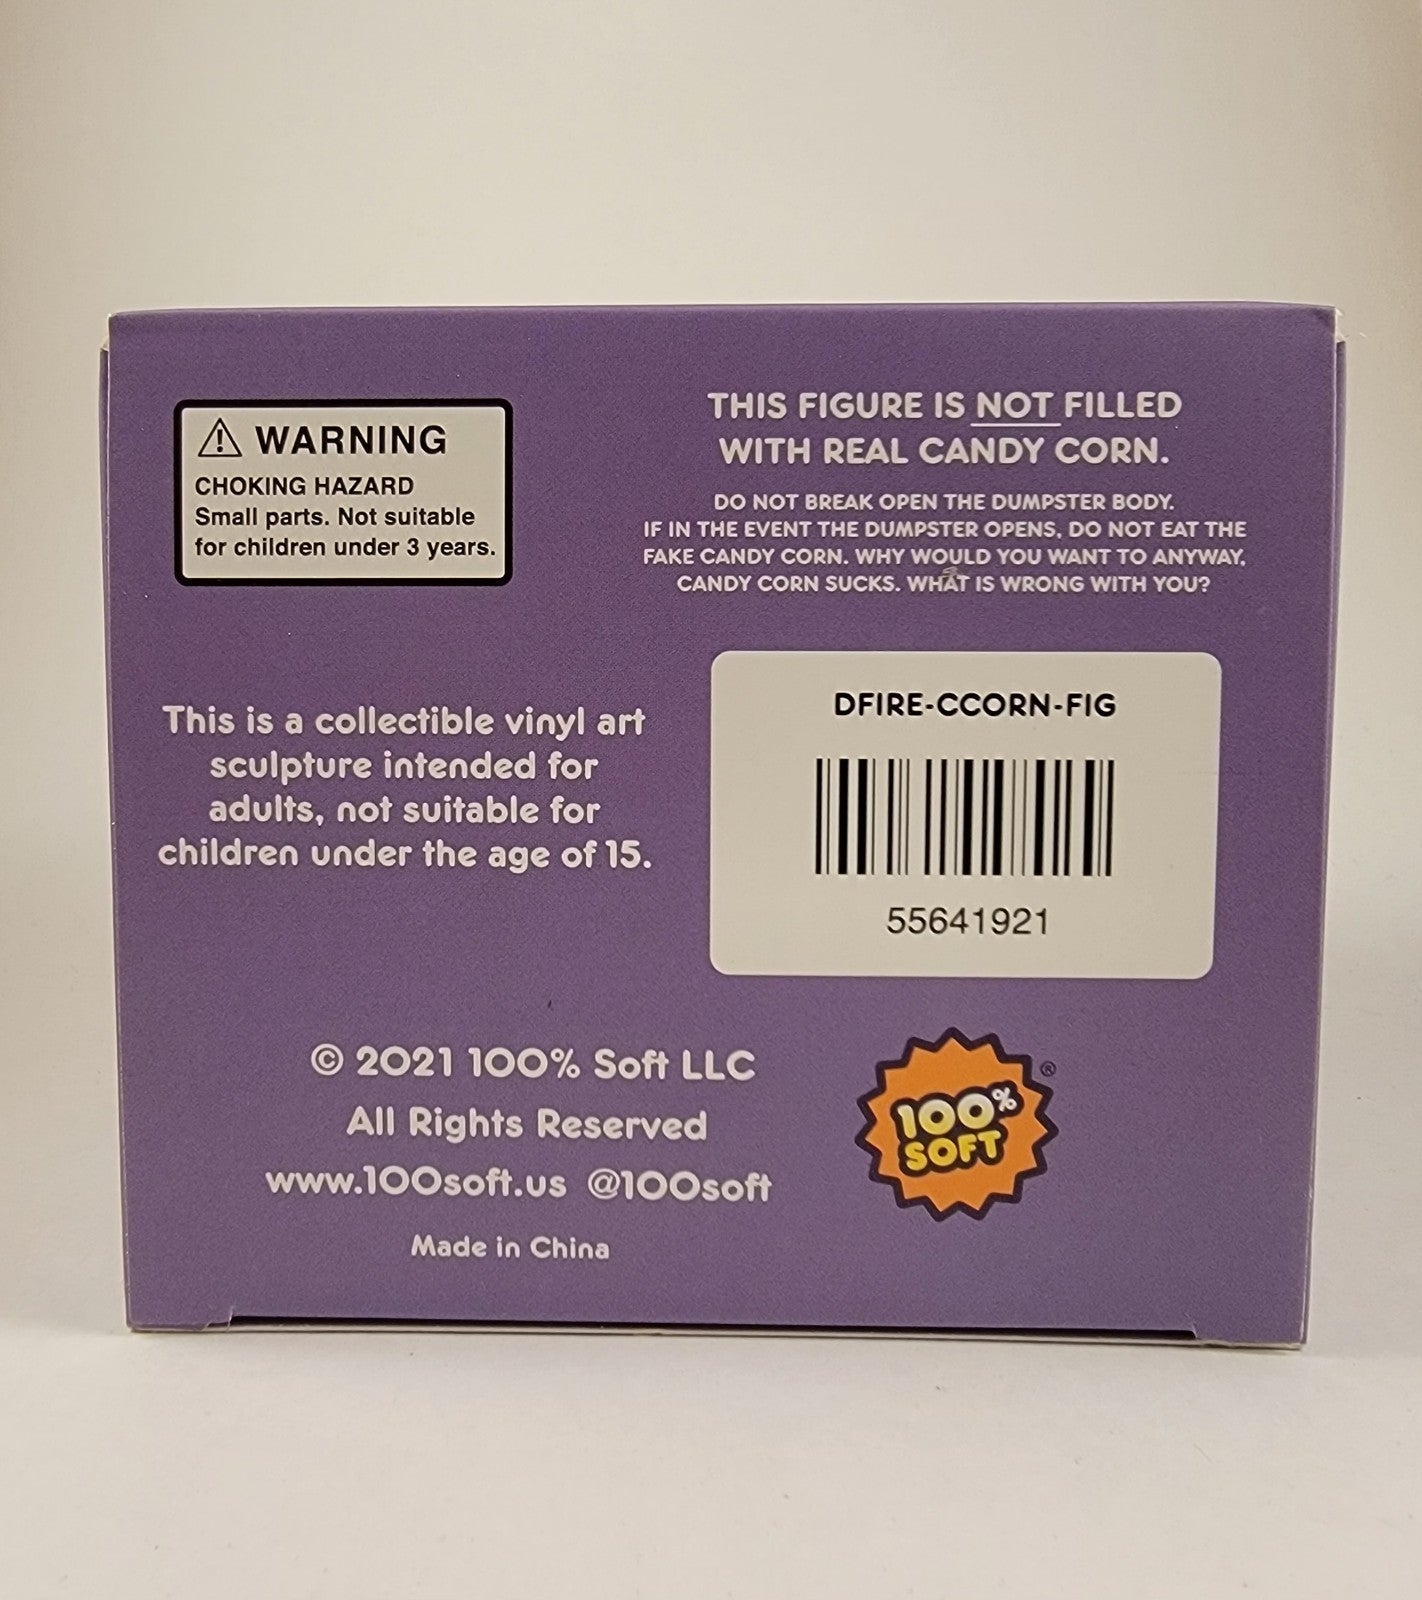 WARNING
CHOKING HAZARD
Small parts. Not suitable
for children under 3 years.
THIS FIGURE IS NOT FILLED
WITH REAL CANDY CORN.
DO NOT BREAK OPEN THE DUMPSTER BODY.
IF IN THE EVENT THE DUMPSTER OPENS, DO NOT EAT THE
FAKE CANDY CORN. WHY WOULD YOU WANT TO ANYWAY,
CANDY CORN SUCKS. WHAT IS WRONG WITH YOU?
This is a collectible vinyl art
sculpture intended for
adults, not suitable for
children under the age of 15.
DFIRE-CCORN-FIG
55641921
© 2021 100% Soft LLC
All Rights Reserved
www.100soft.us @100soft
Made in China
100%
SOFT
®